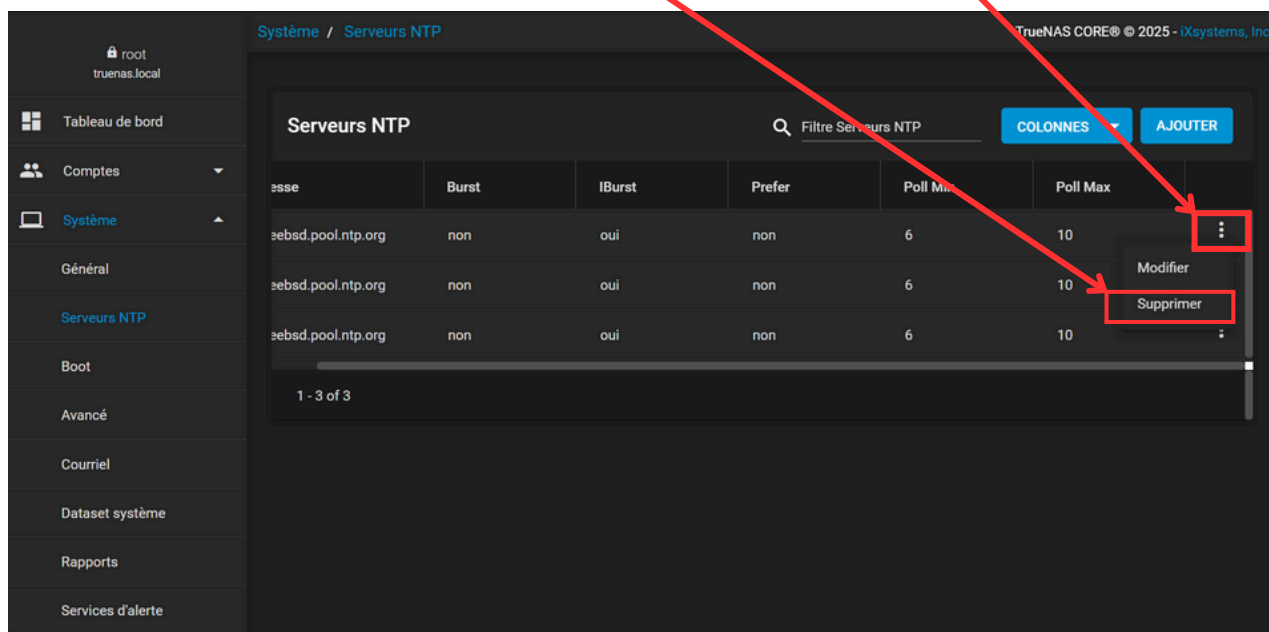 Système / Serveurs NTP
TrueNAS CORE® © 2025 - iXsystems, Inc
root
truenas.local
Tableau de bord
Comptes
Système
Général
Serveurs NTP
Boot
Avancé
Courriel
Dataset système
Rapports
Services d'alerte
Serveurs NTP
Filtre Serveurs NTP
COLONNES
AJOUTER
esse Burst IBurst Prefer Poll Min Poll Max
eebsd.pool.ntp.org non oui non 6 10
eebsd.pool.ntp.org non oui non 6 10
eebsd.pool.ntp.org non oui non 6 10
Modifier
Supprimer
1 - 3 of 3